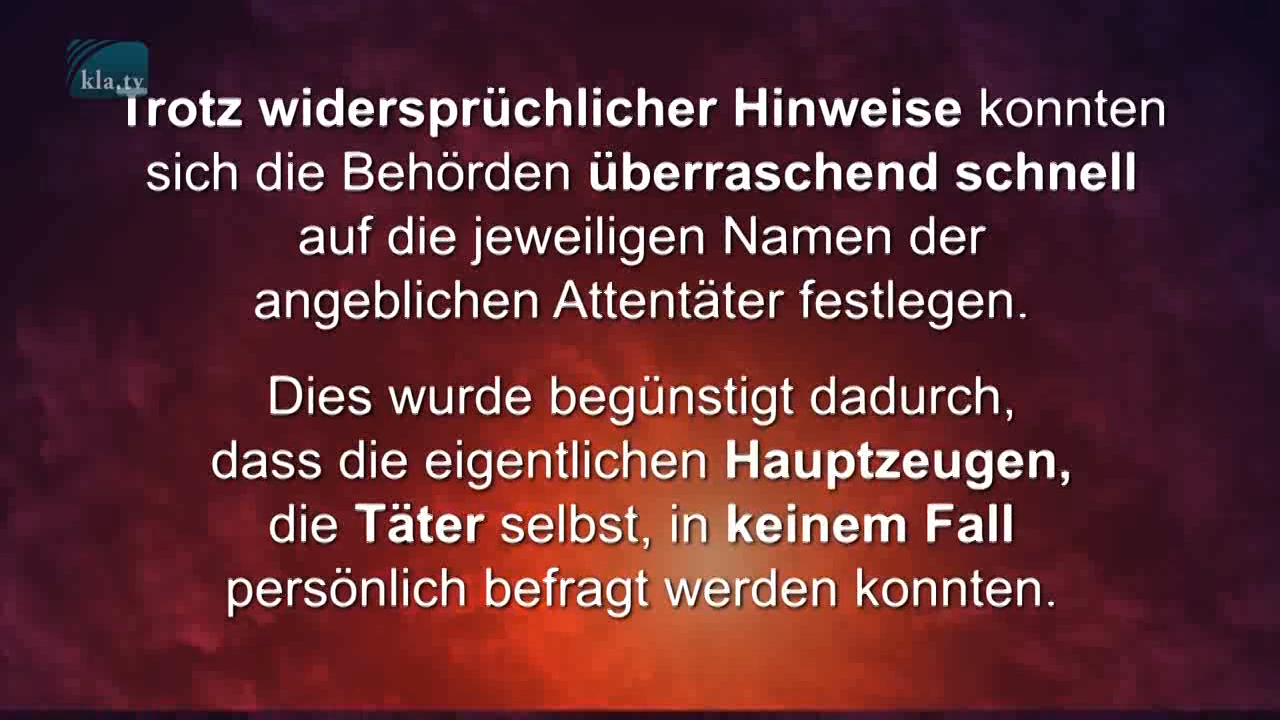 kla.tv
Trotz widersprüchlicher Hinweise konnten
sich die Behörden überraschend schnell
auf die jeweiligen Namen der
angeblichen Attentäter festlegen.
Dies wurde begünstigt dadurch,
dass die eigentlichen Hauptzeugen,
die Täter selbst, in keinem Fall
persönlich befragt werden konnten.